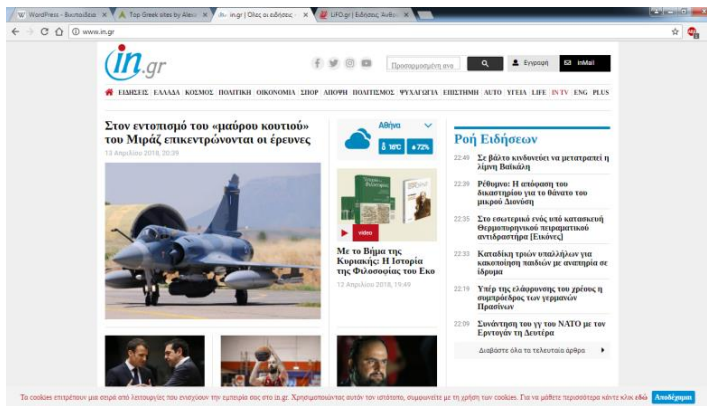 WordPress - Βικιπαίδεια
Top Greek sites by Alexa
in.gr | Όλες οι ειδήσεις -
LIFO.gr | Ειδήσεις, Άνθρ
www.in.gr
in.gr
Προσαρμοσμένη ανα
Εγγραφή
inMail
ΕΙΔΗΣΕΙΣ ΕΛΛΑΔΑ ΚΟΣΜΟΣ ΠΟΛΙΤΙΚΗ ΟΙΚΟΝΟΜΙΑ ΣΠΟΡ ΑΠΟΨΗ ΠΟΛΙΤΙΣΜΟΣ ΨΥΧΑΓΩΓΙΑ ΕΠΙΣΤΗΜΗ AUTO ΥΓΕΙΑ LIFE IN TV ENG PLUS
Στον εντοπισμό του «μαύρου κουτιού»
του Μιράζ επικεντρώνονται οι έρευνες
13 Απριλίου 2018, 20:39
Αθήνα
16°C
72%
video
Με το Βήμα της
Κυριακής: Η Ιστορία
της Φιλοσοφίας του Εκο
13 Απριλίου 2018, 19:49
Ροή Ειδήσεων
22:49 Σε βάλτο κινδυνεύει να μετατραπεί η
λίμνη Βαϊκάλη
22:39 Ρέθυμνο: Η απόφαση του
δικαστηρίου για το θάνατο του
μικρού Διονύση
22:35 Στο εσωτερικό ενός υπό κατασκευή
Θερμοπυρηνικού πειραματικού
αντιδραστήρα [Εικόνες]
22:33 Καταδίκη τριών υπαλλήλων για
κακοποίηση παιδιών με αναπηρία σε
ίδρυμα
22:19 Υπέρ της ελάφρυνσης του χρέους η
συμπρόεδρος των γερμανών
Πρασίνων
22:09 Συνάντηση του γγ του ΝΑΤΟ με τον
Ερντογάν τη Δευτέρα
Διαβάστε όλα τα τελευταία άρθρα
Τα cookies επιτρέπουν μια σειρά από λειτουργίες που ενισχύουν την εμπειρία σας στο in.gr. Χρησιμοποιώντας αυτόν τον ιστότοπο, συμφωνείτε με τη χρήση των cookies. Για να μάθετε περισσότερα κάντε κλικ εδώ Αποδέχομαι